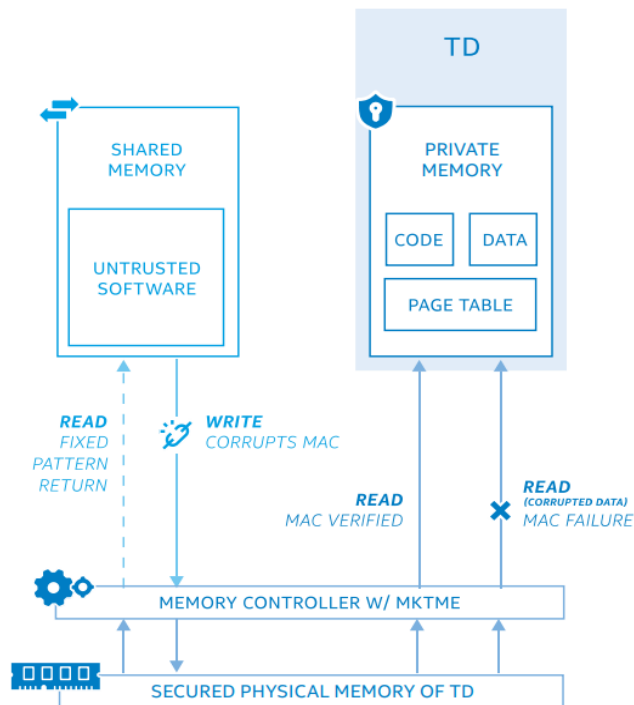 TD
SHARED
MEMORY
UNTRUSTED
SOFTWARE
PRIVATE
MEMORY
CODE
DATA
PAGE TABLE
READ
FIXED
PATTERN
RETURN
WRITE
CORRUPTS MAC
READ
MAC VERIFIED
READ
(CORRUPTED DATA)
MAC FAILURE
MEMORY CONTROLLER W/ MKTME
SECURED PHYSICAL MEMORY OF TD